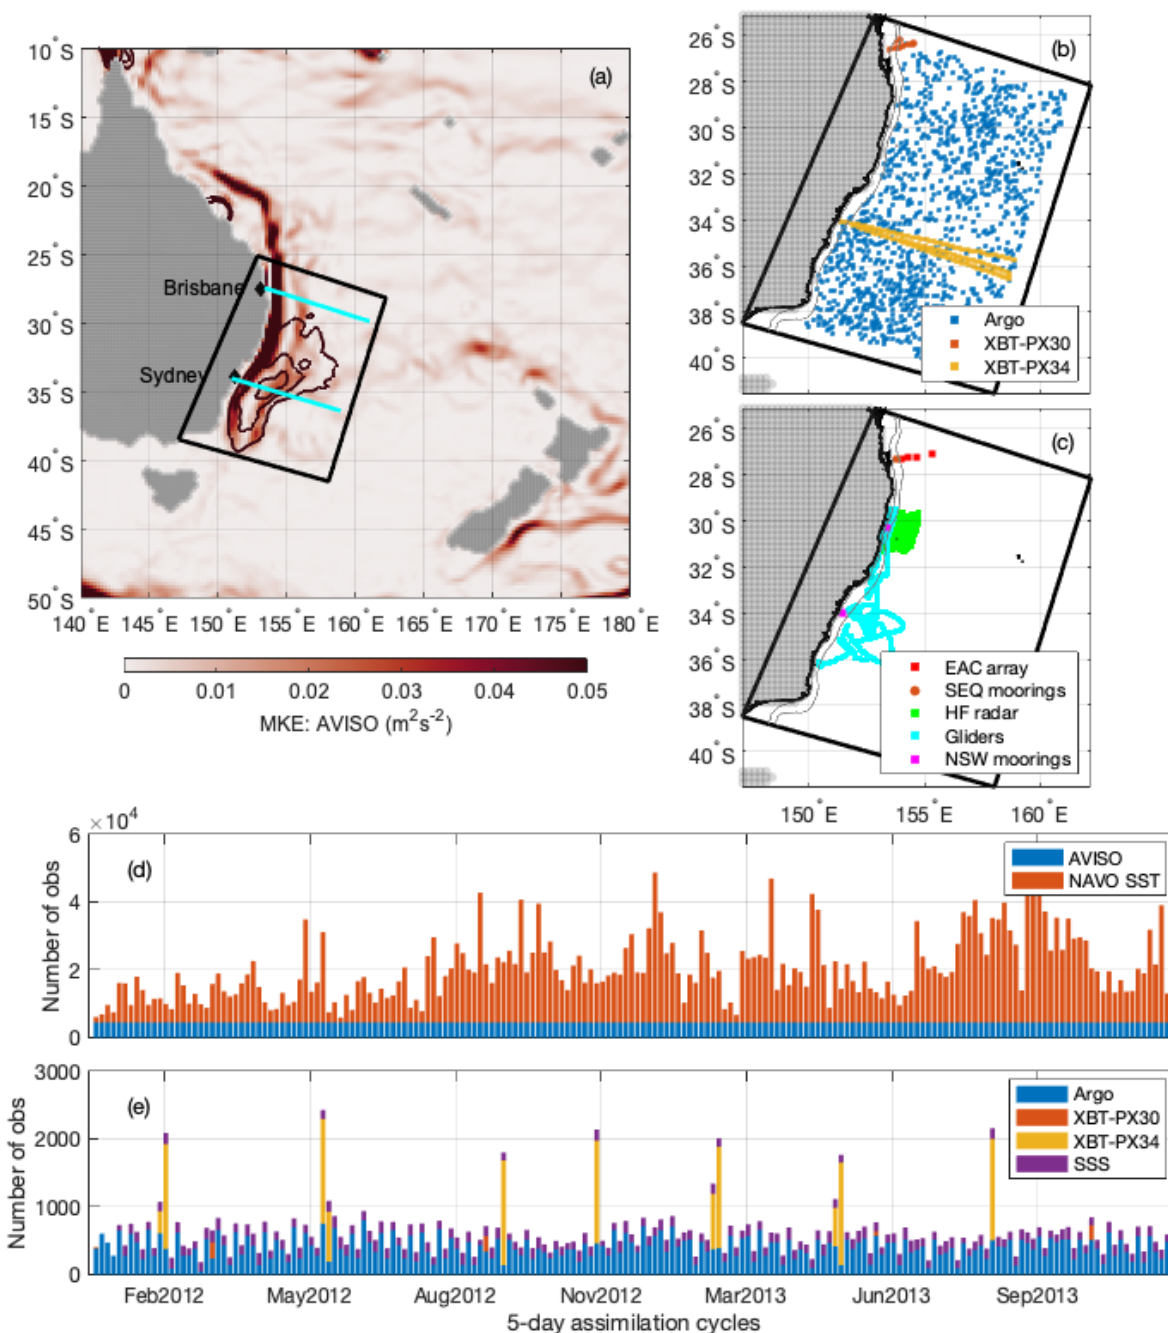 (a)
10°S
15°S
20°S
25°S
30°S
35°S
40°S
45°S
50°S
Brisbane
Sydney
140°E 145°E 150°E 155°E 160°E 165°E 170°E 175°E 180°E
0 0.01 0.02 0.03 0.04 0.05
MKE: AVISO (m²s⁻²)
(b)
26°S
28°S
30°S
32°S
34°S
36°S
38°S
40°S
Argo
XBT-PX30
XBT-PX34
(c)
26°S
28°S
30°S
32°S
34°S
36°S
38°S
40°S
EAC array
SEQ moorings
HF radar
Gliders
NSW moorings
150°E 155°E 160°E
×10⁴
6
4
2
0
Number of obs
(d)
AVISO
NAVO SST
3000
2000
1000
0
Number of obs
(e)
Argo
XBT-PX30
XBT-PX34
SSS
Feb2012 May2012 Aug2012 Nov2012 Mar2013 Jun2013 Sep2013
5-day assimilation cycles